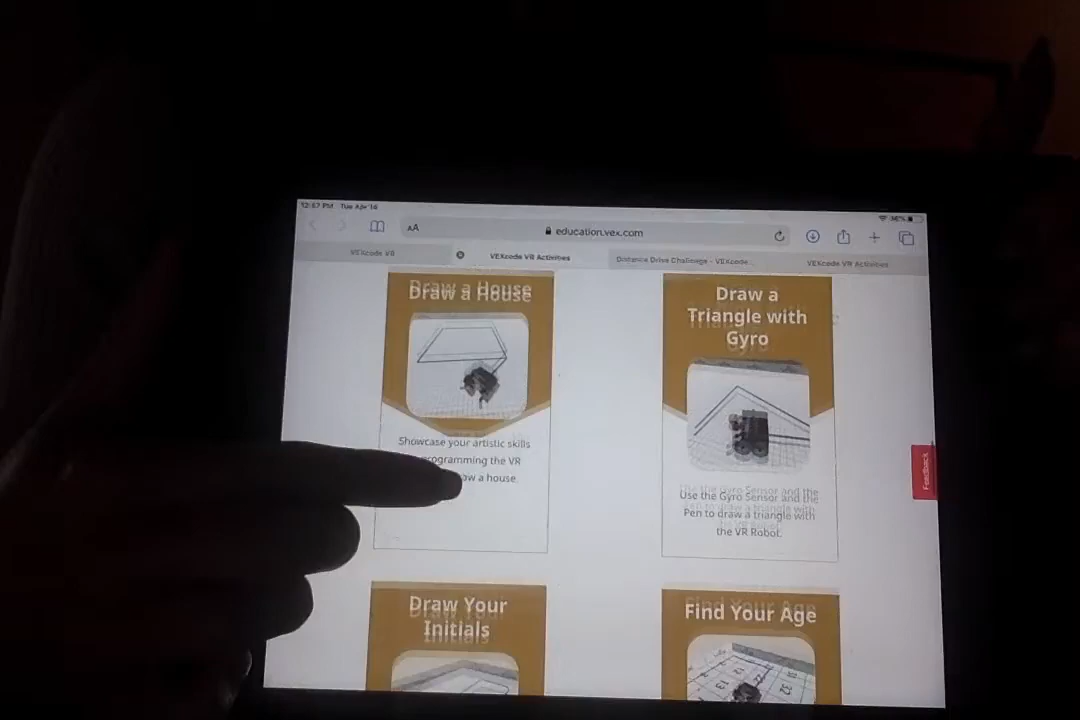 12:57 PM Tue Apr 16
36%
AA
education.vex.com
VEXcode VR
VEXcode VR Activities
Distance Drive Challenge - VEXcode...
VEXcode VR Activities
Draw a House
Showcase your artistic skills
programming the VR
a house.
Draw a
Triangle with
Gyro
Use the Gyro Sensor and the
Pen to draw a triangle with
the VR Robot.
Feedback
Draw Your
Initials
Find Your Age